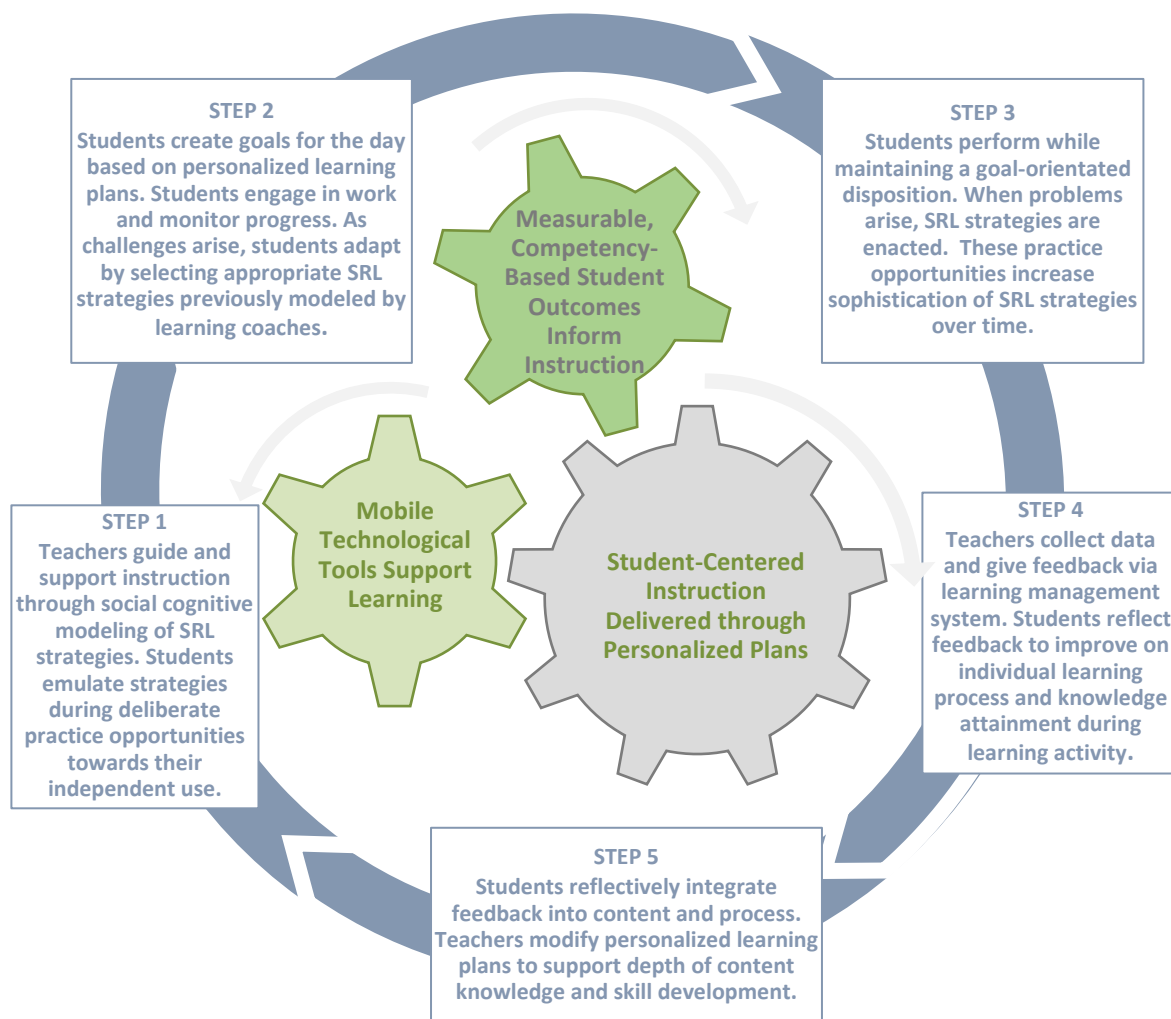 STEP 1
Teachers guide and
support instruction
through social cognitive
modeling of SRL
strategies. Students
emulate strategies
during deliberate
practice opportunities
towards their
independent use.
STEP 2
Students create goals for the day
based on personalized learning
plans. Students engage in work
and monitor progress. As
challenges arise, students adapt
by selecting appropriate SRL
strategies previously modeled by
learning coaches.
STEP 3
Students perform while
maintaining a goal-orientated
disposition. When problems
arise, SRL strategies are
enacted.  These practice
opportunities increase
sophistication of SRL strategies
over time.
STEP 4
Teachers collect data
and give feedback via
learning management
system. Students reflect
feedback to improve on
individual learning
process and knowledge
attainment during
learning activity.
STEP 5
Students reflectively integrate
feedback into content and process.
Teachers modify personalized learning
plans to support depth of content
knowledge and skill development.
Measurable,
Competency-
Based Student
Outcomes
Inform
Instruction
Mobile
Technological
Tools Support
Learning
Student-Centered
Instruction
Delivered through
Personalized Plans